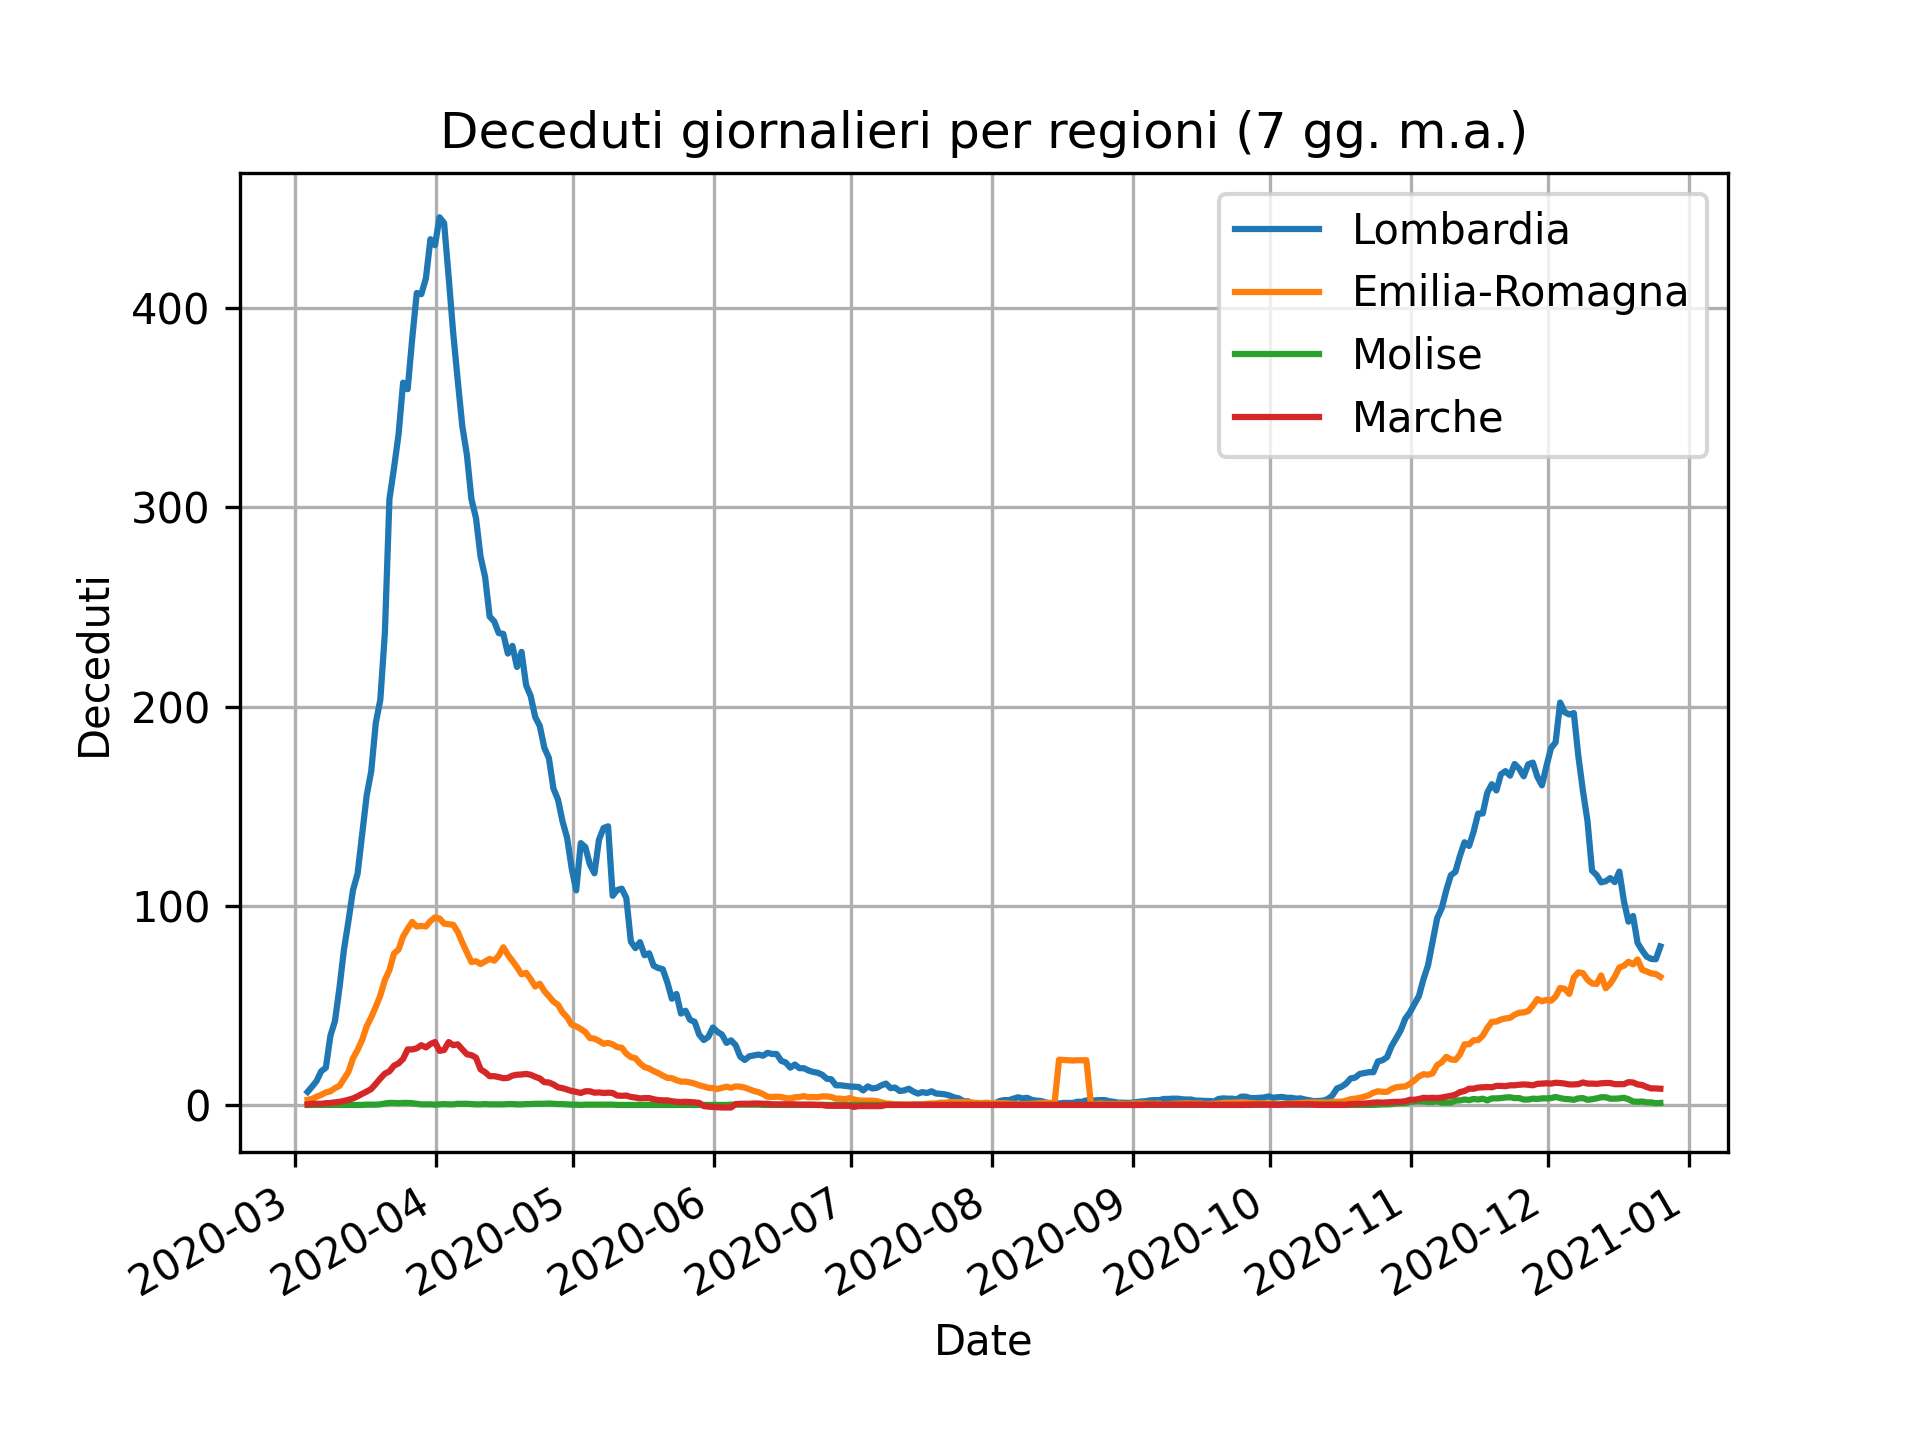 Deceduti giornalieri per regioni (7 gg. m.a.)
Lombardia
Emilia-Romagna
Molise
Marche
400
300
200
100
0
Deceduti
2020-03
2020-04
2020-05
2020-06
2020-07
2020-08
2020-09
2020-10
2020-11
2020-12
2021-01
Date